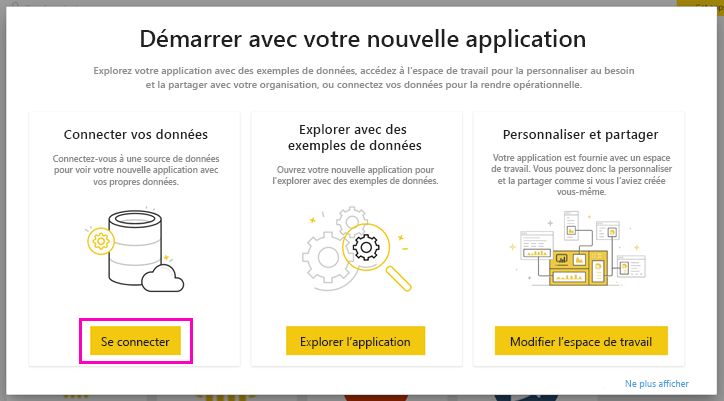 Démarrer avec votre nouvelle application
Explorez votre application avec des exemples de données, accédez à l'espace de travail pour la personnaliser au besoin
et la partager avec votre organisation, ou connectez vos données pour la rendre opérationnelle.
Connecter vos données
Connectez-vous à une source de données
pour voir votre nouvelle application avec
vos propres données.
Se connecter
Explorer avec des
exemples de données
Ouvrez votre nouvelle application pour
l'explorer avec des exemples de données.
Explorer l'application
Personnaliser et partager
Votre application est fournie avec un espace
de travail. Vous pouvez donc la personnaliser
et la partager comme si vous l'aviez créée
vous-même.
Modifier l'espace de travail
Ne plus afficher